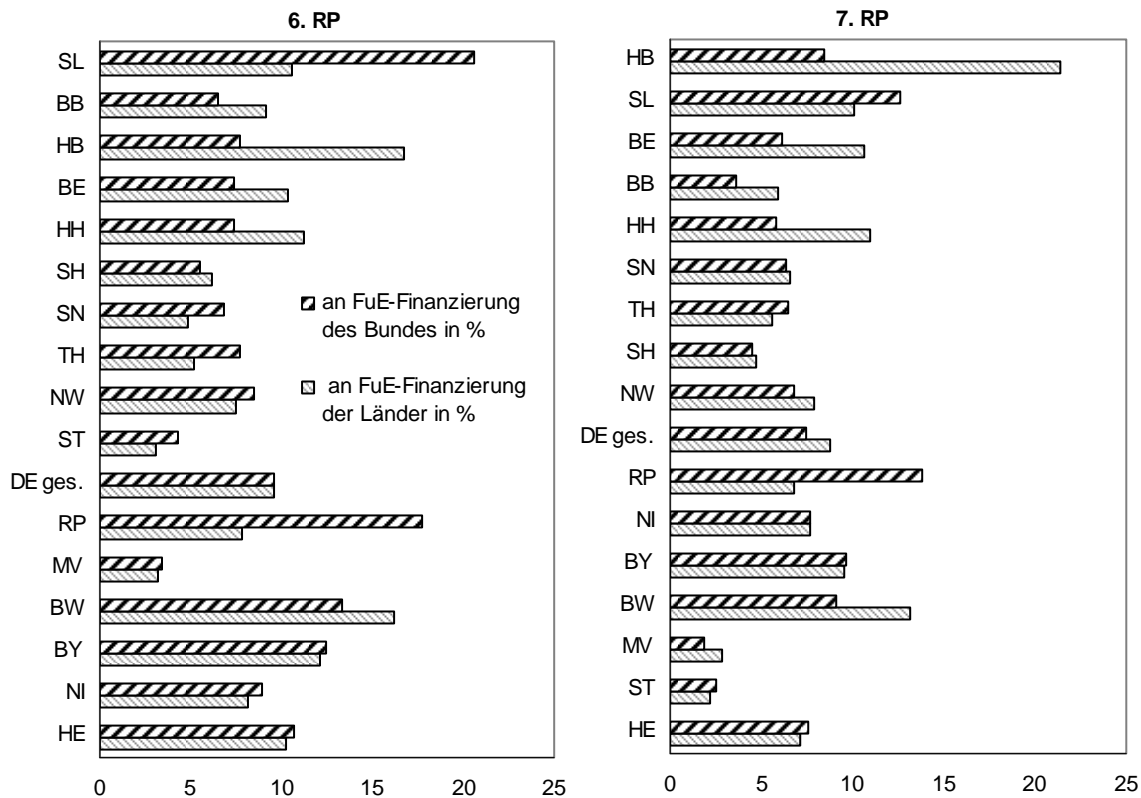 6. RP
SL
BB
HB
BE
HH
SH
SN
TH
NW
ST
DE ges.
RP
MV
BW
BY
NI
HE
0 5 10 15 20 25
an FuE-Finanzierung
des Bundes in %
an FuE-Finanzierung
der Länder in %
7. RP
HB
SL
BE
BB
HH
SN
TH
SH
NW
DE ges.
RP
NI
BY
BW
MV
ST
HE
0 5 10 15 20 25